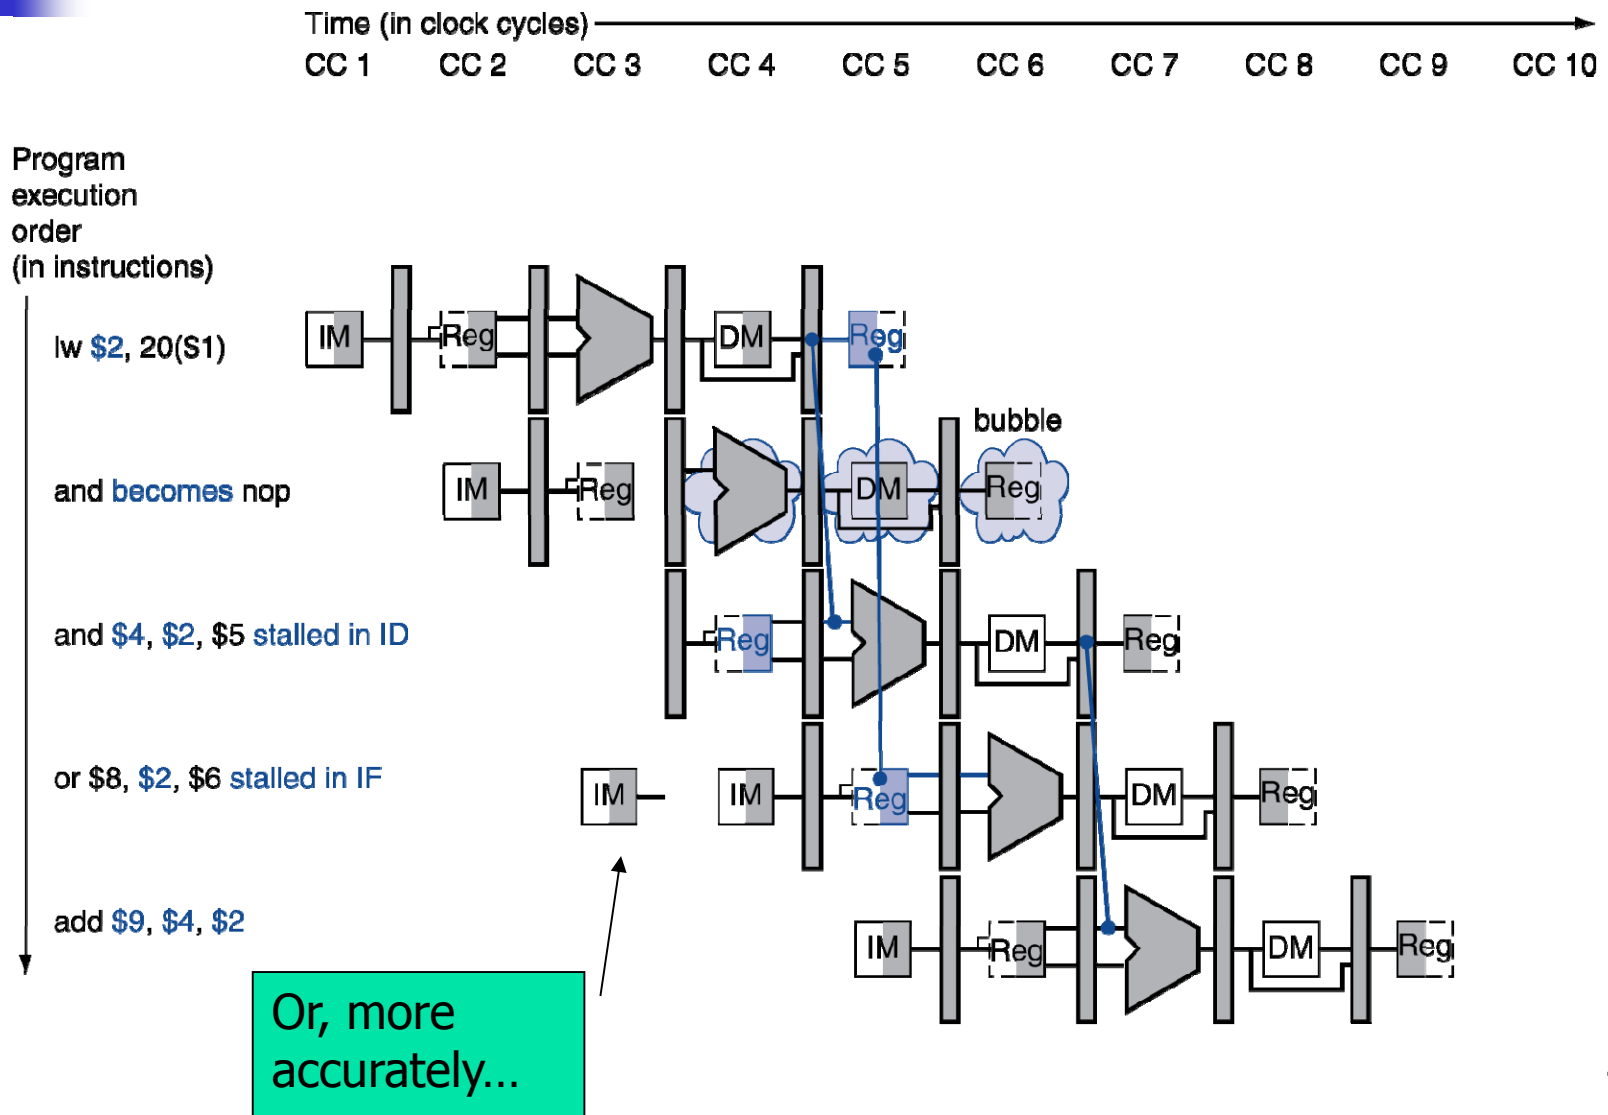 Time (in clock cycles)
CC 1 CC 2 CC 3 CC 4 CC 5 CC 6 CC 7 CC 8 CC 9 CC 10
Program
execution
order
(in instructions)
lw $2, 20(S1)
IM Reg DM Reg
bubble
and becomes nop
IM Reg DM Reg
and $4, $2, $5 stalled in ID
Reg DM Reg
or $8, $2, $6 stalled in IF
IM IM Reg DM Reg
add $9, $4, $2
IM Reg DM Reg
Or, more
accurately...